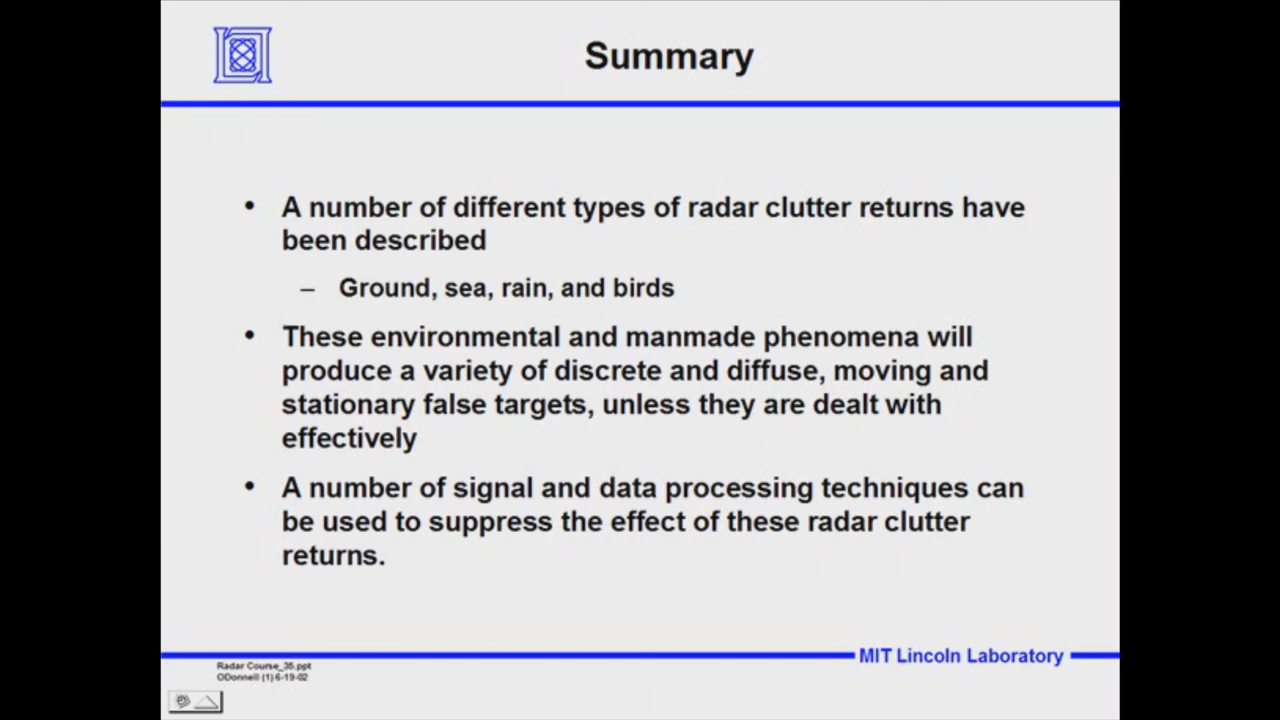 Summary
• A number of different types of radar clutter returns have
been described
– Ground, sea, rain, and birds
• These environmental and manmade phenomena will
produce a variety of discrete and diffuse, moving and
stationary false targets, unless they are dealt with
effectively
• A number of signal and data processing techniques can
be used to suppress the effect of these radar clutter
returns.
MIT Lincoln Laboratory
Radar Course_35.ppt
ODonnell (1) 6-19-02